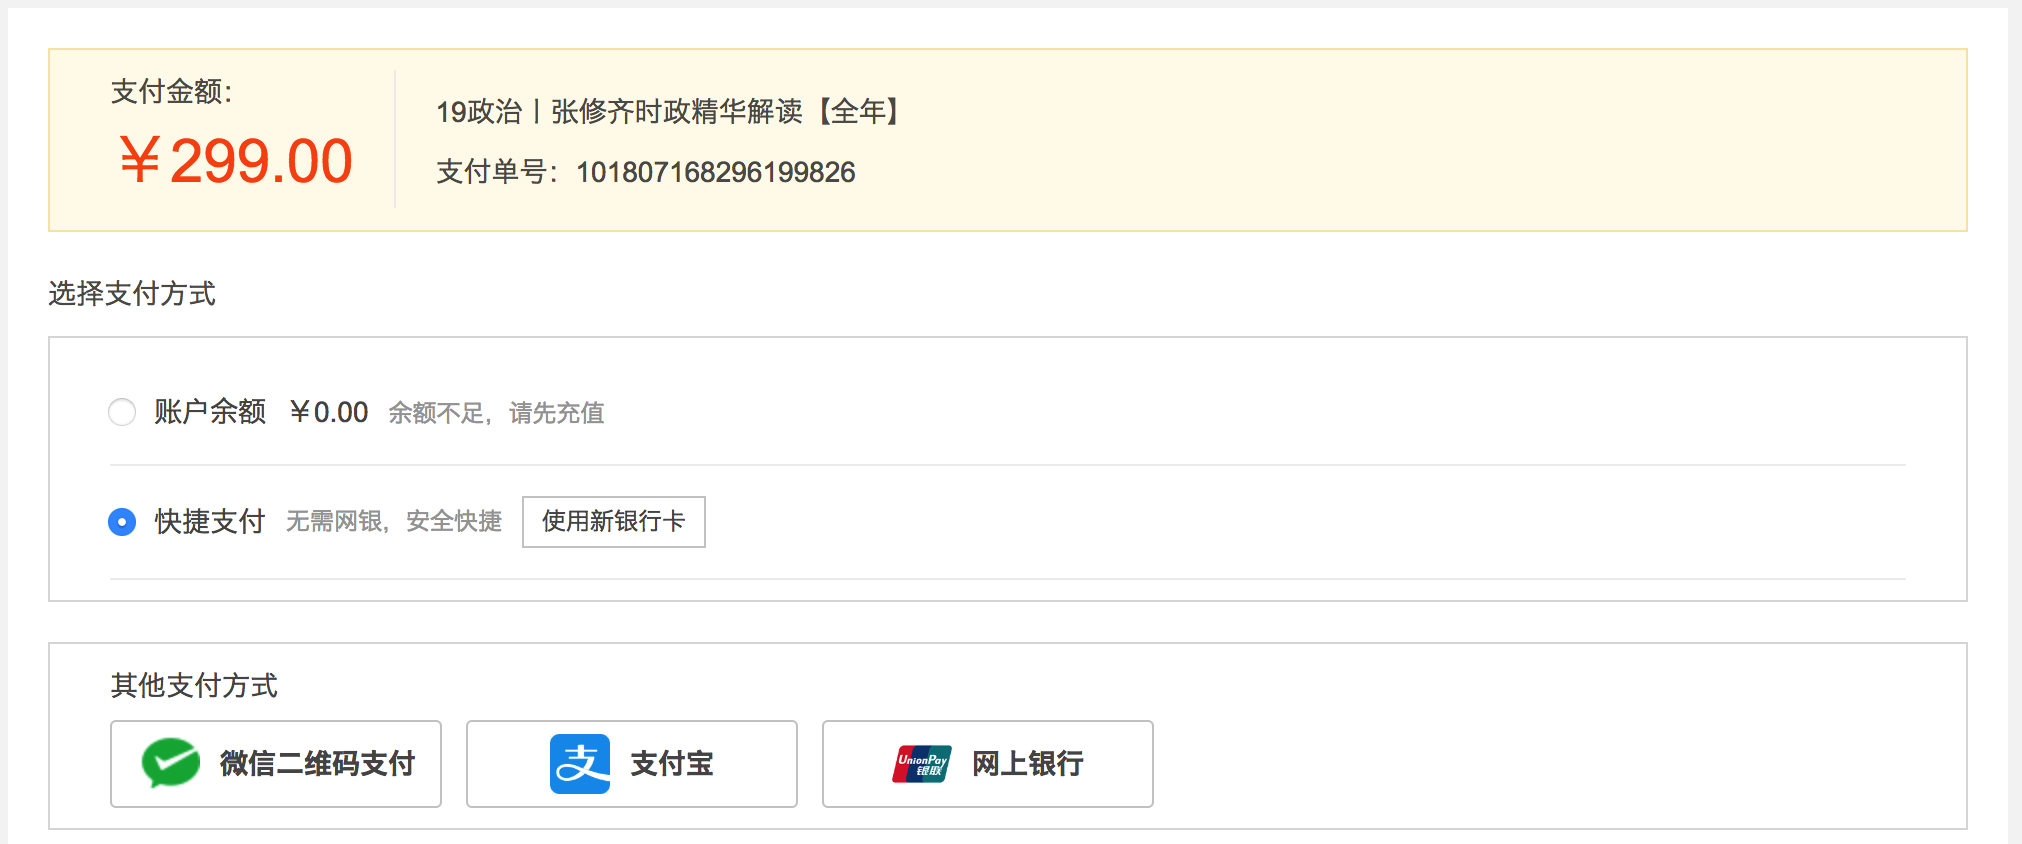 支付金额：
￥299.00
19政治丨张修齐时政精华解读【全年】
支付单号：101807168296199826
选择支付方式
账户余额 ￥0.00 余额不足，请先充值
快捷支付 无需网银，安全快捷 使用新银行卡
其他支付方式
微信二维码支付 支 支付宝 UnionPay 银联 网上银行